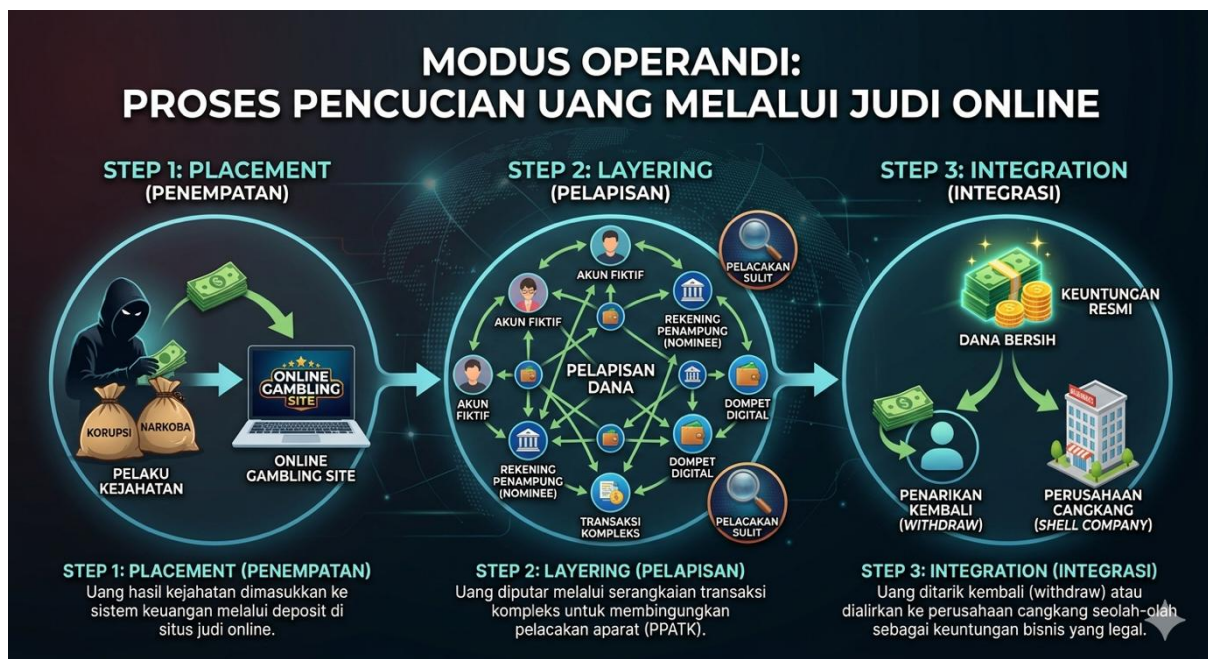 MODUS OPERANDI:
PROSES PENCUCIAN UANG MELALUI JUDI ONLINE
STEP 1: PLACEMENT
(PENEMPATAN)
KORUPSI
NARKOBA
PELAKU
KEJAHATAN
ONLINE
GAMBLING
SITE
ONLINE
GAMBLING SITE
STEP 2: LAYERING
(PELAPISAN)
AKUN FIKTIF
PELACAKAN
SULIT
AKUN FIKTIF
REKENING
PENAMPUNG
(NOMINEE)
PELAPISAN
DANA
AKUN
FIKTIF
DOMPET
DIGITAL
REKENING
PENAMPUNG
(NOMINEE)
DOMPET
DIGITAL
TRANSAKSI
KOMPLEKS
PELACAKAN
SULIT
STEP 3: INTEGRATION
(INTEGRASI)
KEUNTUNGAN
RESMI
DANA BERSIH
PENARIKAN
KEMBALI
(WITHDRAW)
PERUSAHAAN
CANGKANG
(SHELL COMPANY)
STEP 1: PLACEMENT (PENEMPATAN)
Uang hasil kejahatan dimasukkan ke
sistem keuangan melalui deposit di
situs judi online.
STEP 2: LAYERING (PELAPISAN)
Uang diputar melalui serangkaian transaksi
kompleks untuk membingungkan
pelacakan aparat (PPATK).
STEP 3: INTEGRATION (INTEGRASI)
Uang ditarik kembali (withdraw) atau
dialirkan ke perusahaan cangkang seolah-olah
sebagai keuntungan bisnis yang legal.